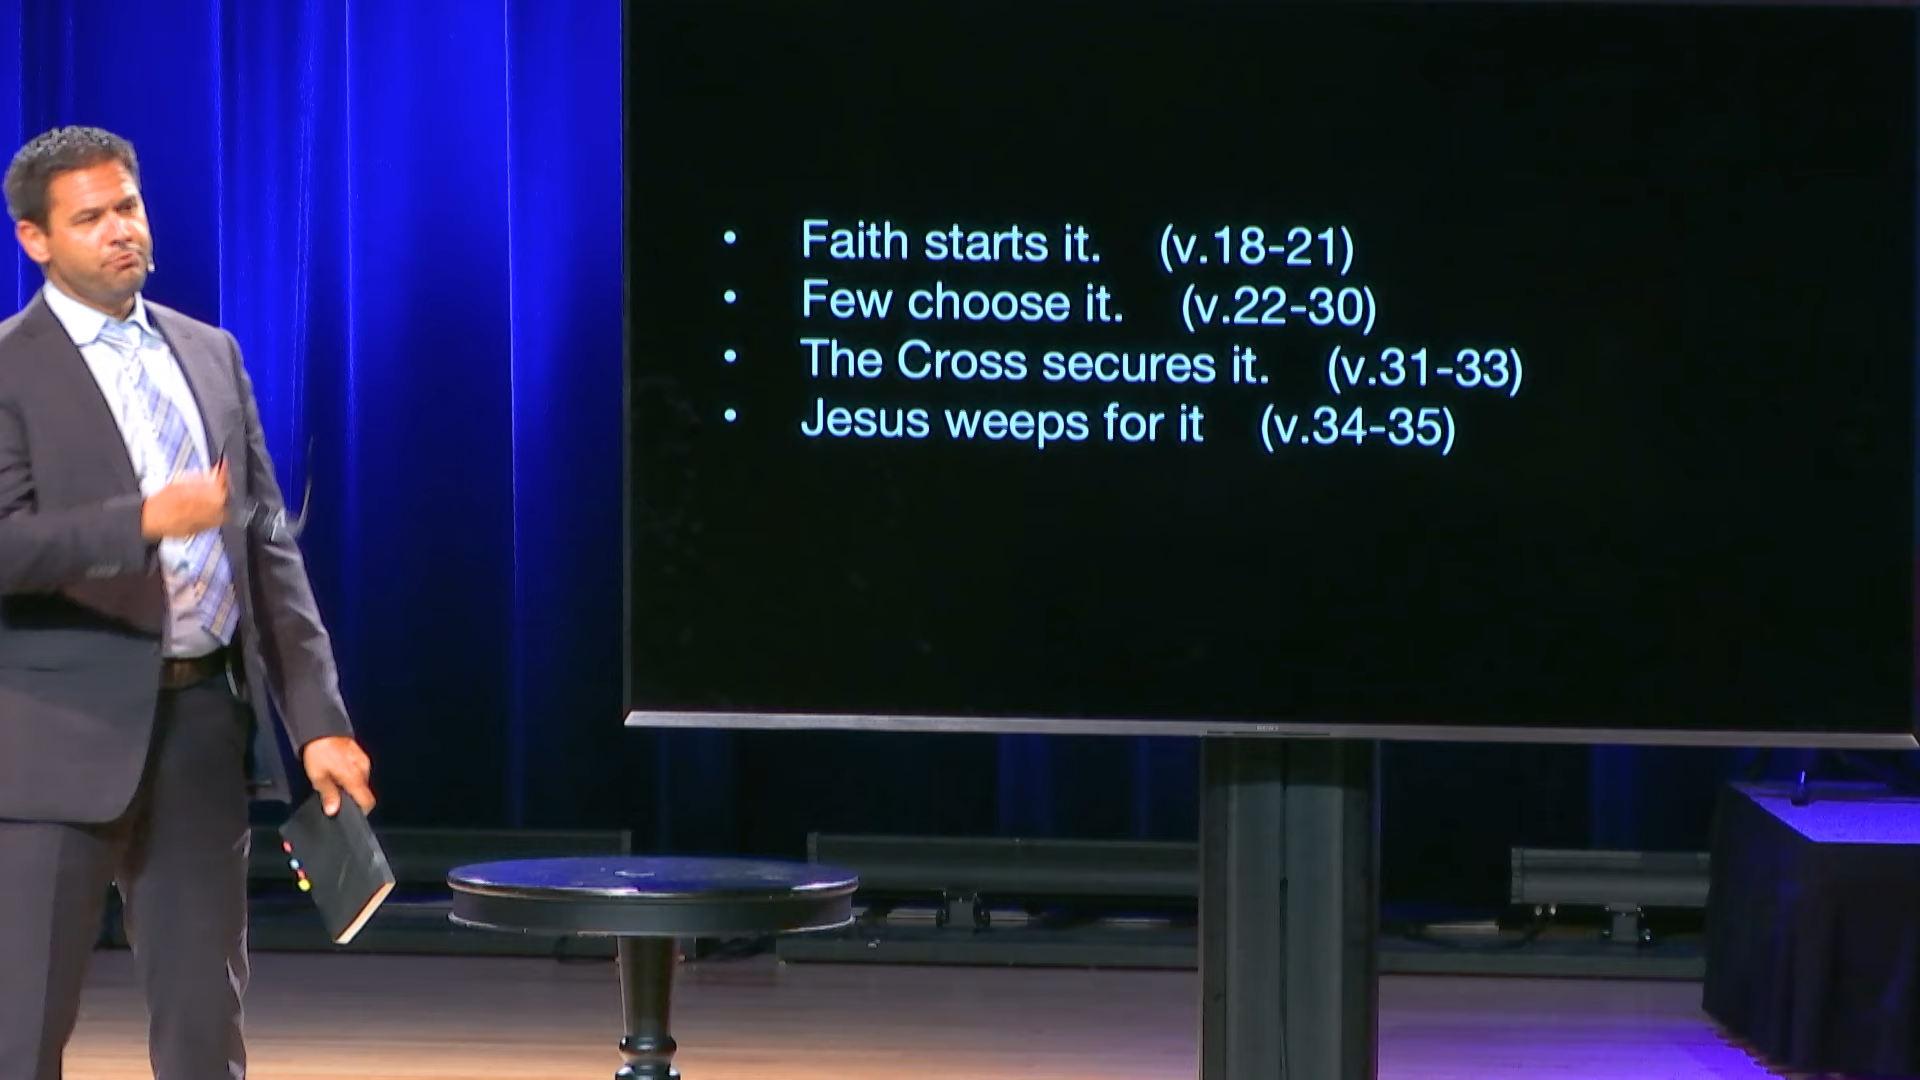 • Faith starts it. (v.18-21)
• Few choose it. (v.22-30)
• The Cross secures it. (v.31-33)
• Jesus weeps for it (v.34-35)
SONY